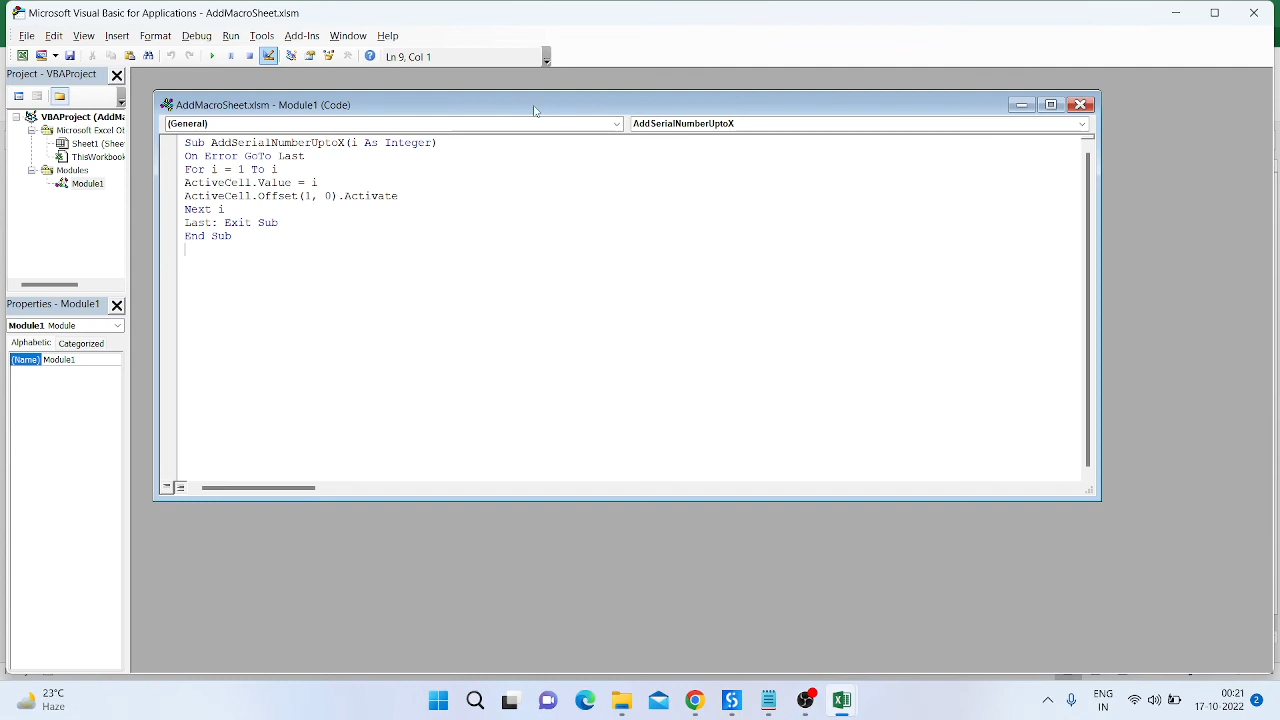 Microsoft Visual Basic for Applications - AddMacroSheet.xlsm
File Edit View Insert Format Debug Run Tools Add-Ins Window Help
Ln 9, Col 1
Project - VBAProject
VBAProject (AddMa
Microsoft Excel Ob
Sheet1 (Sheet
ThisWorkbook
Modules
Module1
AddMacroSheet.xlsm - Module1 (Code)
(General)
AddSerialNumberUptoX
Sub AddSerialNumberUptoX(i As Integer)
On Error GoTo Last
For i = 1 To i
ActiveCell.Value = i
ActiveCell.Offset(1, 0).Activate
Next i
Last: Exit Sub
End Sub
Properties - Module1
Module1 Module
Alphabetic Categorized
(Name) Module1
23°C
Haze
ENG
IN
00:21
17-10-2022
2